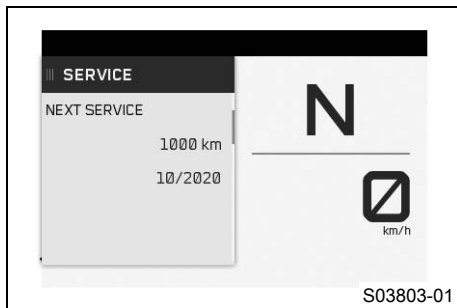 SERVICE
NEXT SERVICE
1000 km
10/2020
N
0
km/h
S03803-01